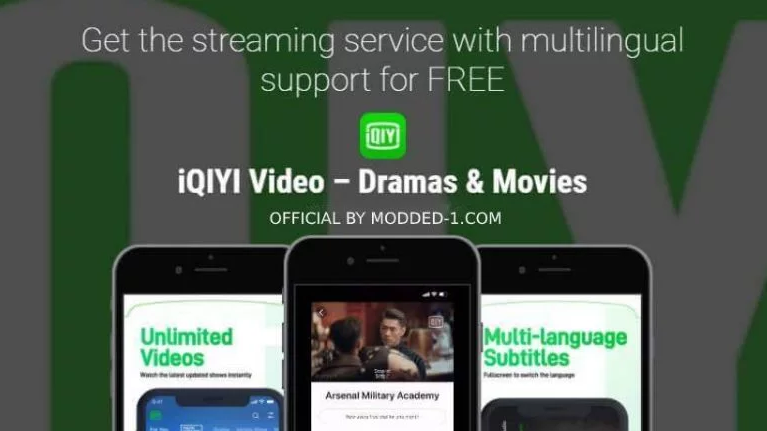 Get the streaming service with multilingual
support for FREE
iQIYI
iQIYI Video – Dramas & Movies
OFFICIAL BY MODDED-1.COM
Unlimited
Videos
Watch the latest updated shows instantly
Arsenal Military Academy
Multi-language
Subtitles
Fullscreen to switch the language